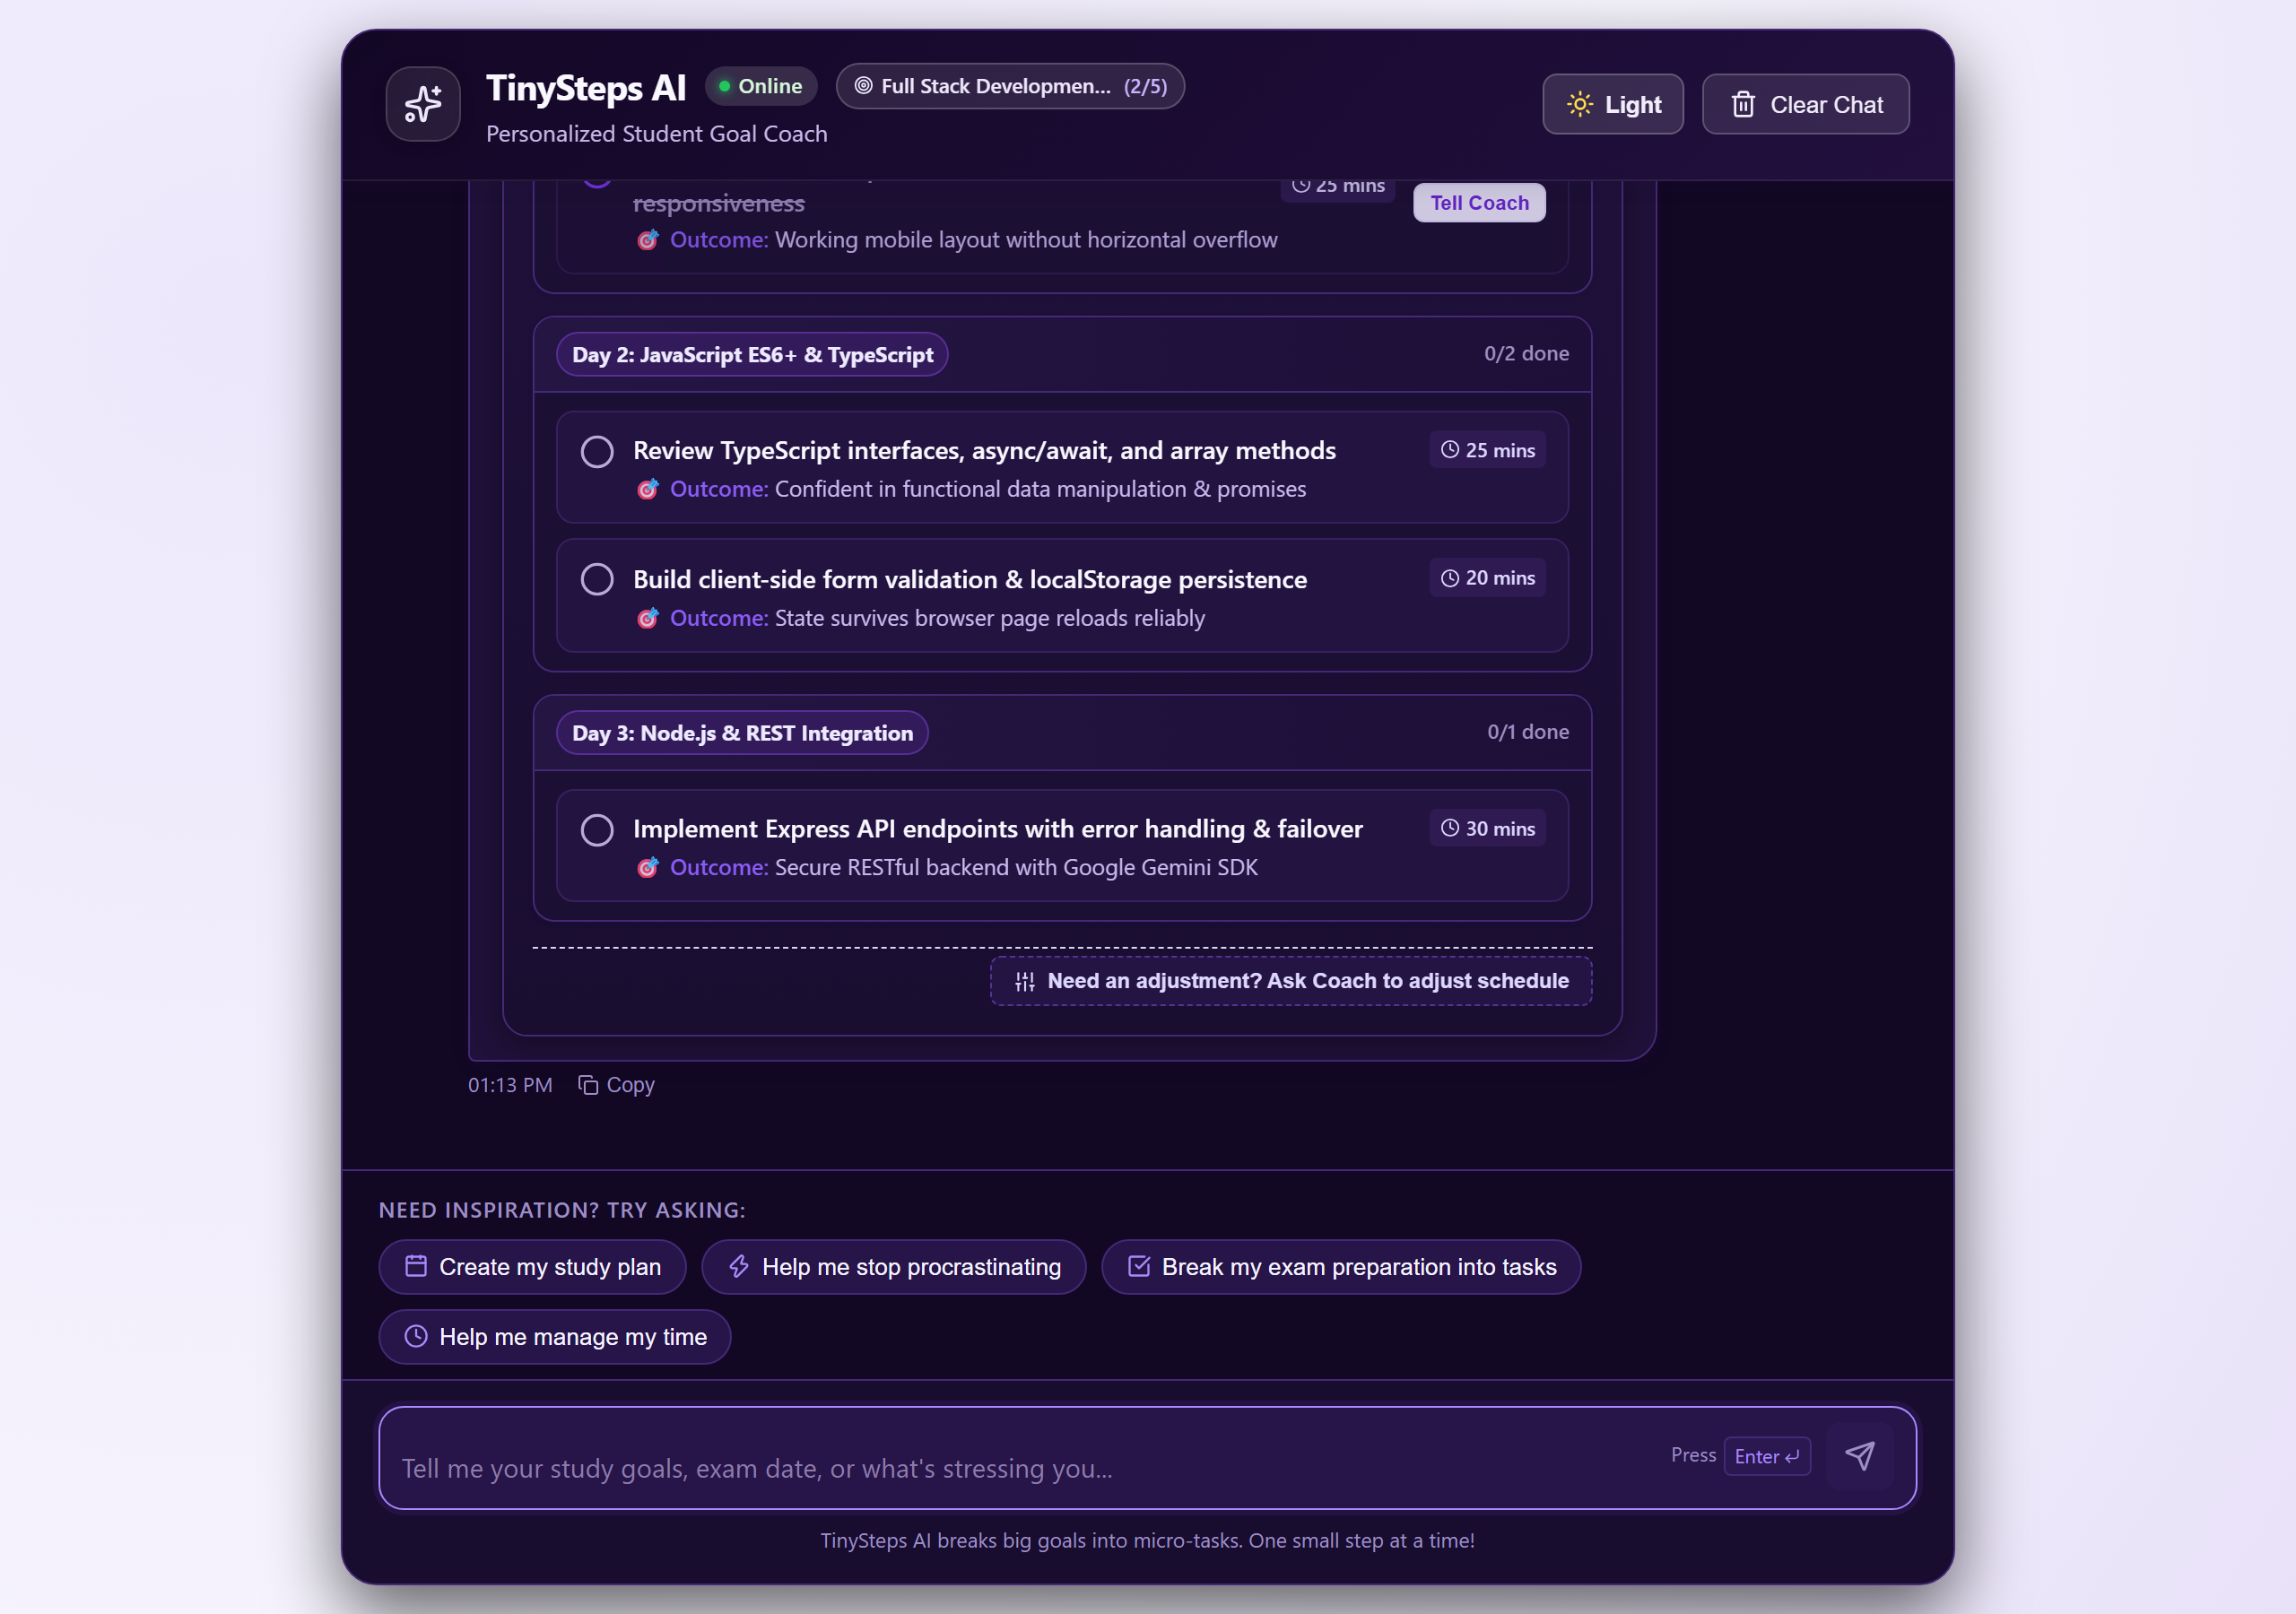 TinySteps AI
Online
Full Stack Developmen... (2/5)
Personalized Student Goal Coach
Light
Clear Chat
25 mins
responsiveness
Tell Coach
Outcome: Working mobile layout without horizontal overflow
Day 2: JavaScript ES6+ & TypeScript
0/2 done
Review TypeScript interfaces, async/await, and array methods
25 mins
Outcome: Confident in functional data manipulation & promises
Build client-side form validation & localStorage persistence
20 mins
Outcome: State survives browser page reloads reliably
Day 3: Node.js & REST Integration
0/1 done
Implement Express API endpoints with error handling & failover
30 mins
Outcome: Secure RESTful backend with Google Gemini SDK
Need an adjustment? Ask Coach to adjust schedule
01:13 PM
Copy
NEED INSPIRATION? TRY ASKING:
Create my study plan
Help me stop procrastinating
Break my exam preparation into tasks
Help me manage my time
Tell me your study goals, exam date, or what's stressing you...
Press Enter ↵
TinySteps AI breaks big goals into micro-tasks. One small step at a time!